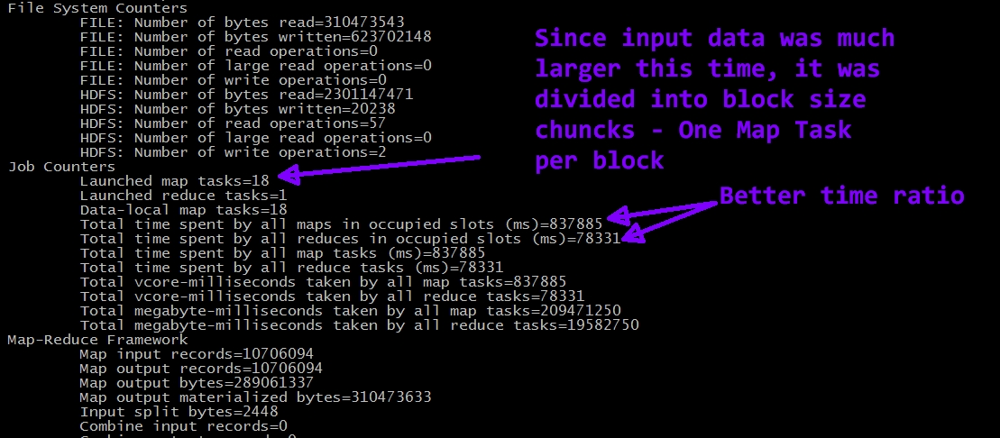 File System Counters
FILE: Number of bytes read=310473543
FILE: Number of bytes written=623702148
FILE: Number of read operations=0
FILE: Number of large read operations=0
FILE: Number of write operations=0
HDFS: Number of bytes read=2301147471
HDFS: Number of bytes written=20238
HDFS: Number of read operations=57
HDFS: Number of large read operations=0
HDFS: Number of write operations=2
Since input data was much
larger this time, it was
divided into block size
chuncks - One Map Task
per block
Job Counters
Launched map tasks=18
Launched reduce tasks=1
Data-local map tasks=18
Better time ratio
Total time spent by all maps in occupied slots (ms)=837885
Total time spent by all reduces in occupied slots (ms)=78331
Total time spent by all map tasks (ms)=837885
Total time spent by all reduce tasks (ms)=78331
Total vcore-milliseconds taken by all map tasks=837885
Total vcore-milliseconds taken by all reduce tasks=78331
Total megabyte-milliseconds taken by all map tasks=209471250
Total megabyte-milliseconds taken by all reduce tasks=19582750
Map-Reduce Framework
Map input records=10706094
Map output records=10706094
Map output bytes=289061337
Map output materialized bytes=310473633
Input split bytes=2448
Combine input records=0